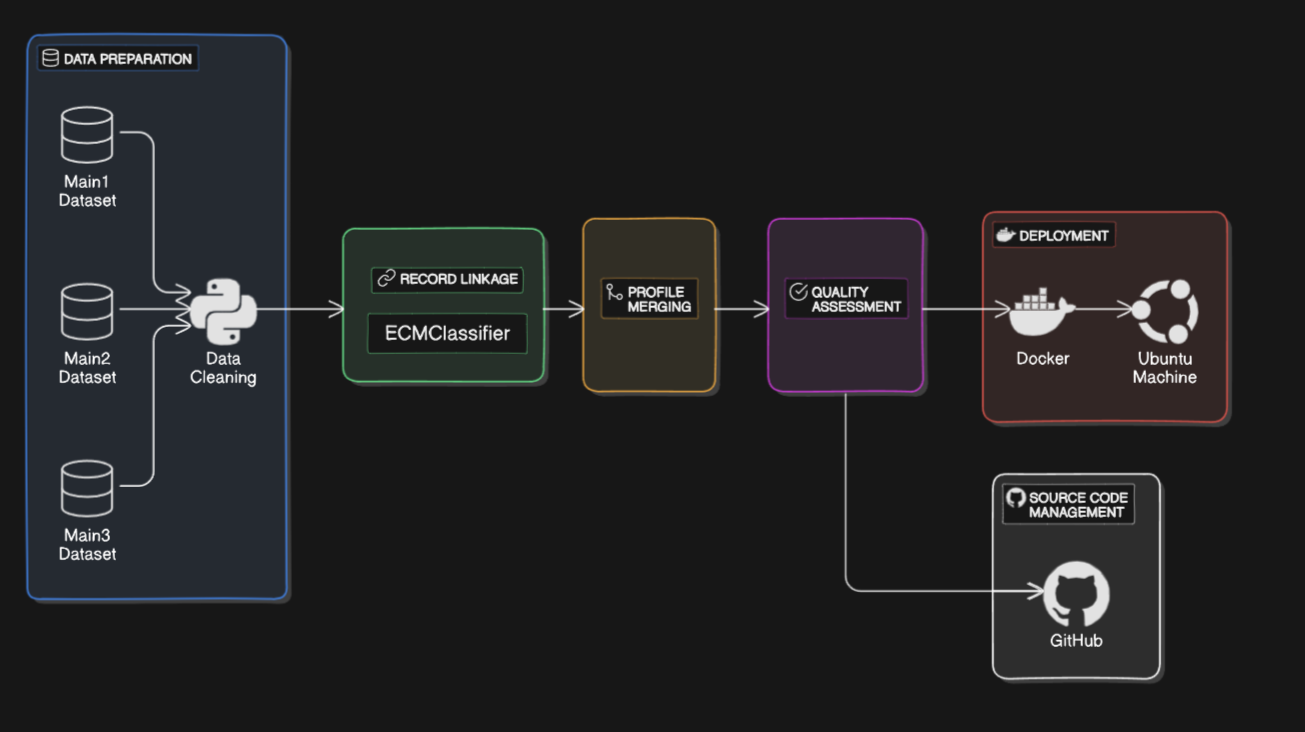 DATA PREPARATION
Main1
Dataset
Main2
Dataset
Main3
Dataset
Data
Cleaning
RECORD LINKAGE
ECMClassifier
PROFILE
MERGING
QUALITY
ASSESSMENT
DEPLOYMENT
Docker
Ubuntu
Machine
SOURCE CODE
MANAGEMENT
GitHub